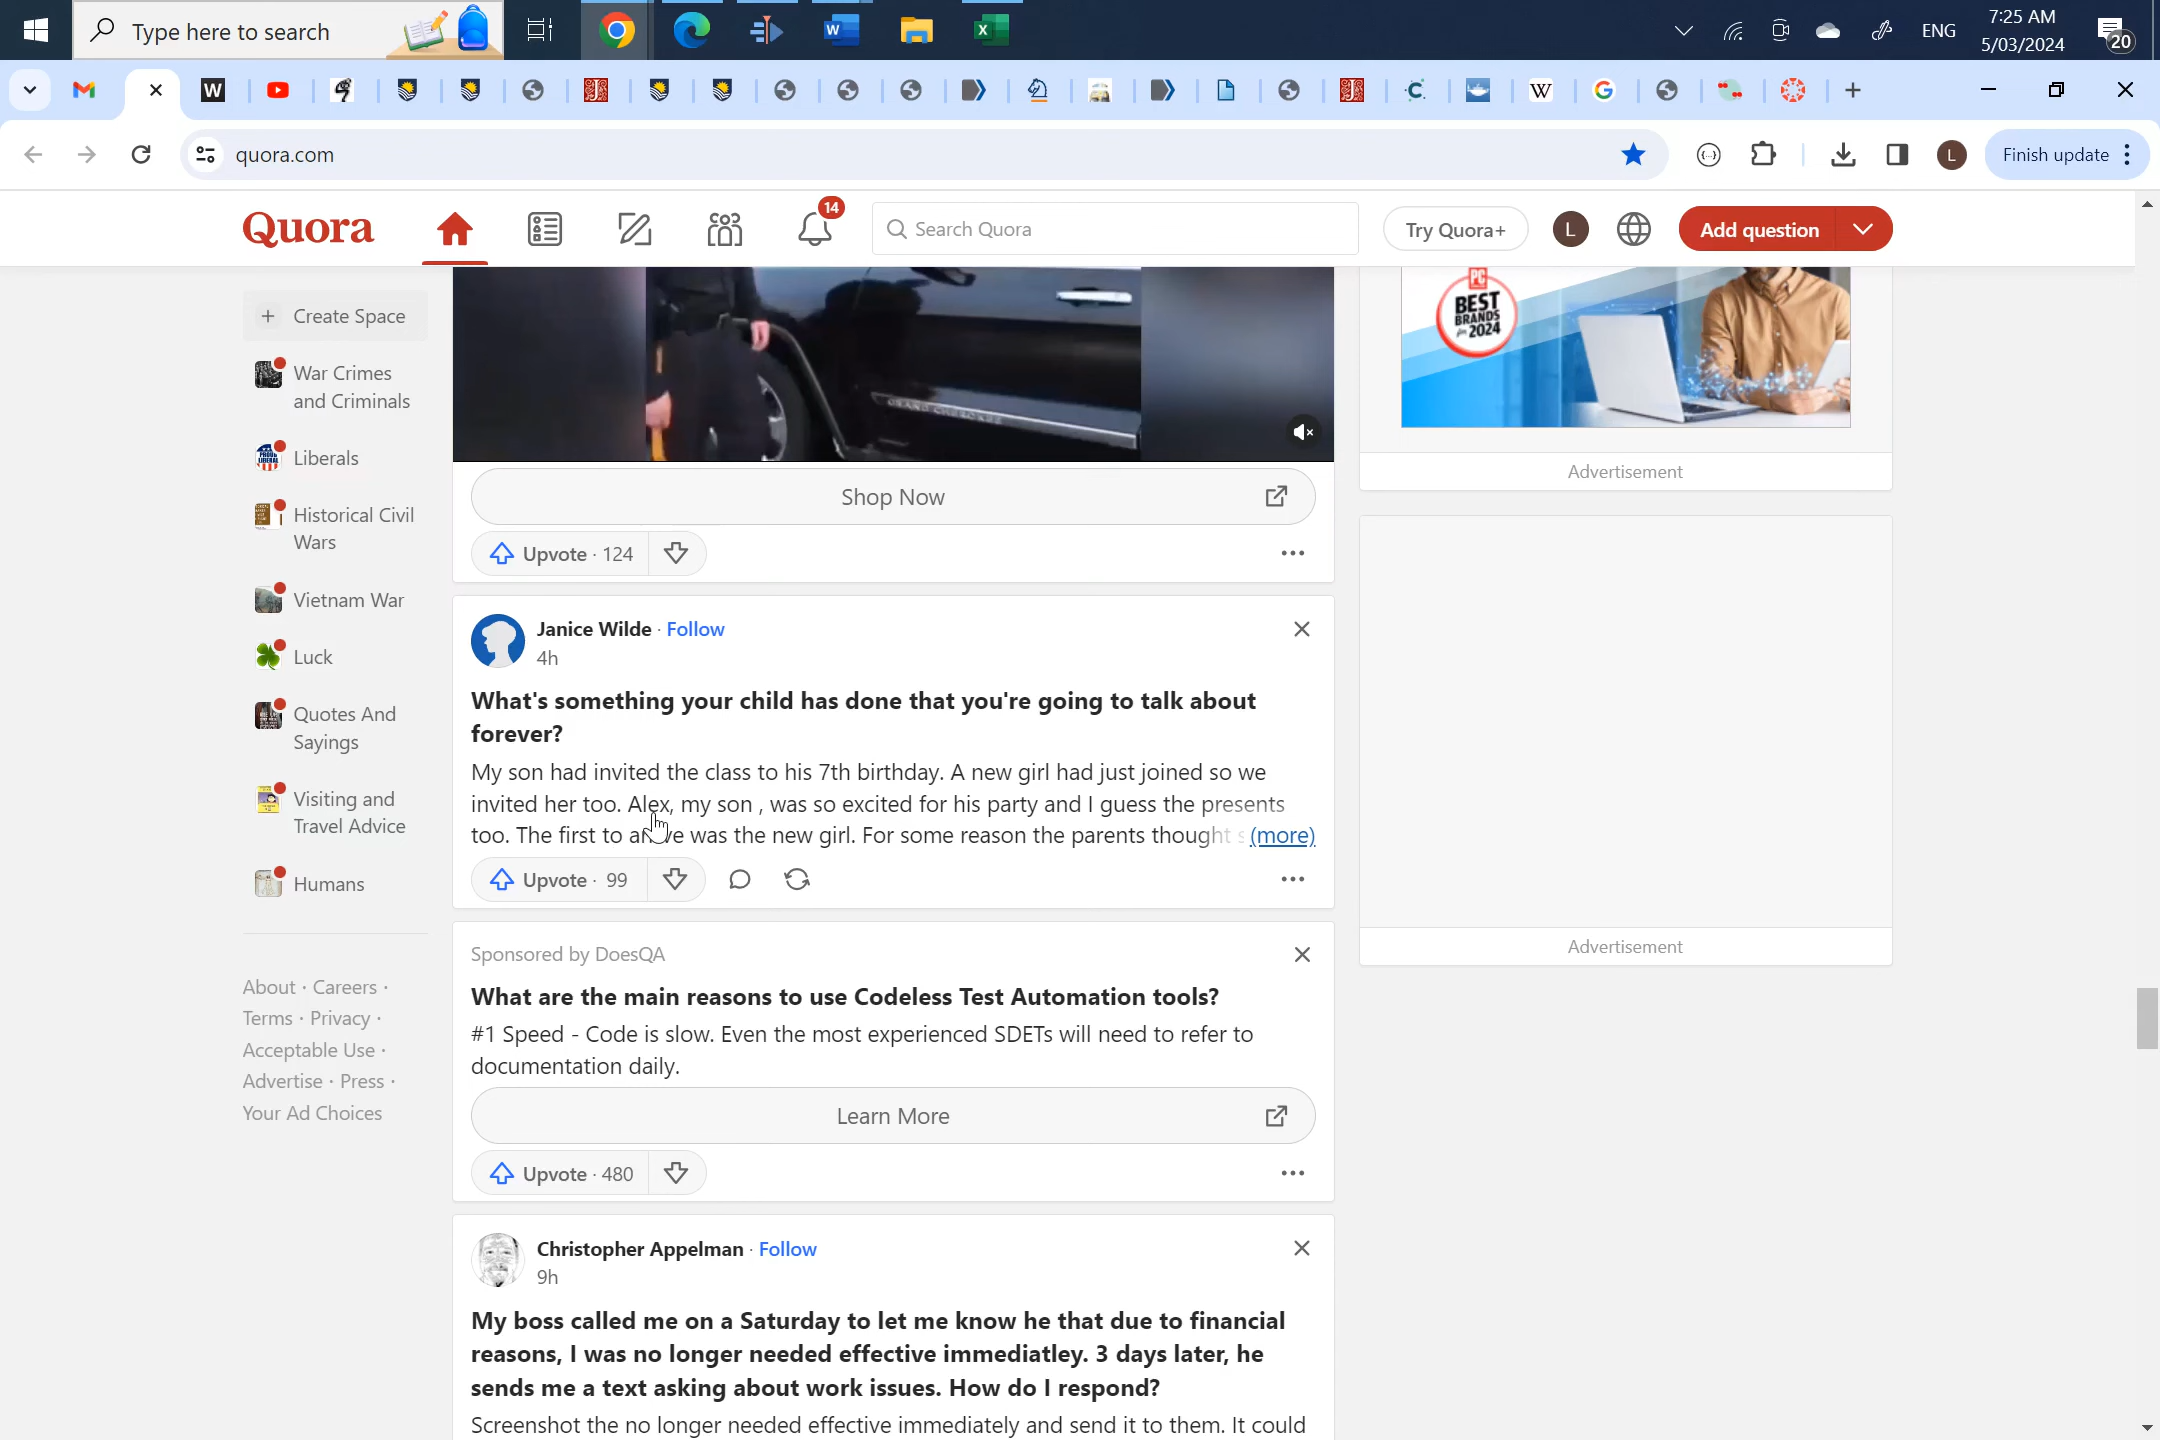 Type here to search
ENG
7:25 AM
5/03/2024
20
quora.com
L
Finish update
Quora
14
Search Quora
Try Quora+
L
Add question
Create Space
War Crimes
and Criminals
Liberals
Historical Civil
Wars
Vietnam War
Luck
Quotes And
Sayings
Visiting and
Travel Advice
Humans
About · Careers ·
Terms · Privacy ·
Acceptable Use ·
Advertise · Press ·
Your Ad Choices
GRAND CHEROKEE
Shop Now
Upvote · 124
Janice Wilde · Follow
4h
What's something your child has done that you're going to talk about
forever?
My son had invited the class to his 7th birthday. A new girl had just joined so we
invited her too. Alex, my son , was so excited for his party and I guess the presents
too. The first to arrive was the new girl. For some reason the parents thought s (more)
Upvote · 99
Sponsored by DoesQA
What are the main reasons to use Codeless Test Automation tools?
#1 Speed - Code is slow. Even the most experienced SDETs will need to refer to
documentation daily.
Learn More
Upvote · 480
Christopher Appelman · Follow
9h
My boss called me on a Saturday to let me know he that due to financial
reasons, I was no longer needed effective immediatley. 3 days later, he
sends me a text asking about work issues. How do I respond?
Screenshot the no longer needed effective immediately and send it to them. It could
PC
BEST
BRANDS
for 2024
Advertisement
Advertisement